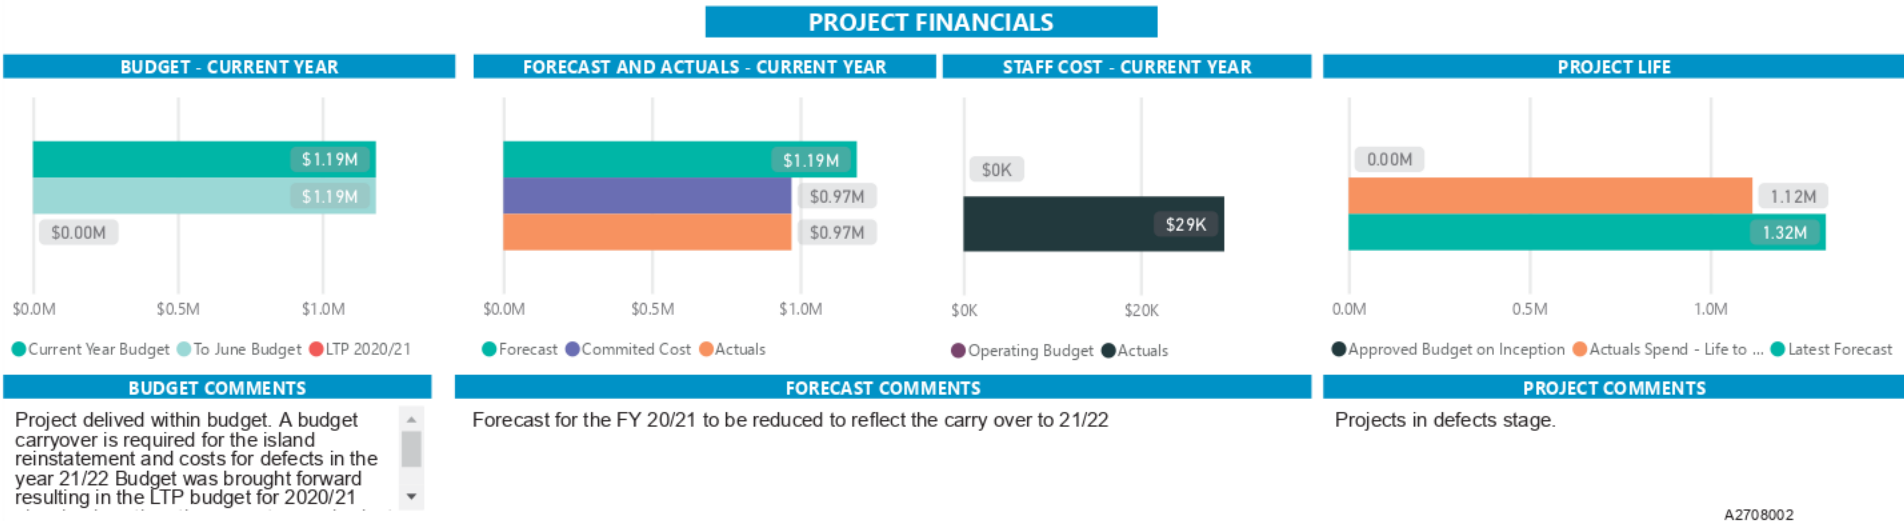 PROJECT FINANCIALS
BUDGET - CURRENT YEAR
$1.19M
$1.19M
$0.00M
$0.0M $0.5M $1.0M
Current Year Budget To June Budget LTP 2020/21
FORECAST AND ACTUALS - CURRENT YEAR
$1.19M
$0.97M
$0.97M
$0.0M $0.5M $1.0M
Forecast Commited Cost Actuals
STAFF COST - CURRENT YEAR
$0K
$29K
$0K $20K
Operating Budget Actuals
PROJECT LIFE
0.00M
1.12M
1.32M
0.0M 0.5M 1.0M
Approved Budget on Inception Actuals Spend - Life to ... Latest Forecast
BUDGET COMMENTS
Project delived within budget. A budget
carryover is required for the island
reinstatement and costs for defects in the
year 21/22 Budget was brought forward
resulting in the LTP budget for 2020/21
FORECAST COMMENTS
Forecast for the FY 20/21 to be reduced to reflect the carry over to 21/22
PROJECT COMMENTS
Projects in defects stage.
A2708002